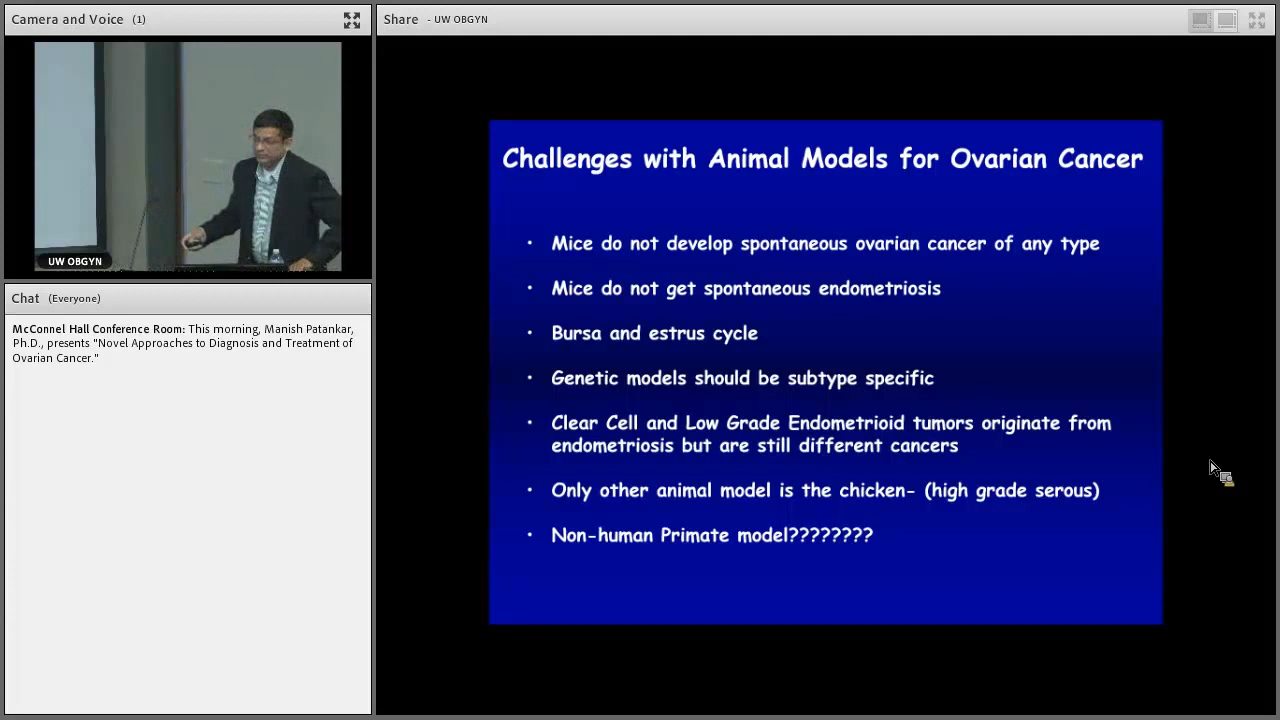 Camera and Voice (1)
UW OBGYN
Chat (Everyone)
McConnel Hall Conference Room: This morning, Manish Patankar,
Ph.D., presents "Novel Approaches to Diagnosis and Treatment of
Ovarian Cancer."
Share - UW OBGYN
Challenges with Animal Models for Ovarian Cancer
• Mice do not develop spontaneous ovarian cancer of any type
• Mice do not get spontaneous endometriosis
• Bursa and estrus cycle
• Genetic models should be subtype specific
• Clear Cell and Low Grade Endometrioid tumors originate from
endometriosis but are still different cancers
• Only other animal model is the chicken- (high grade serous)
• Non-human Primate model????????